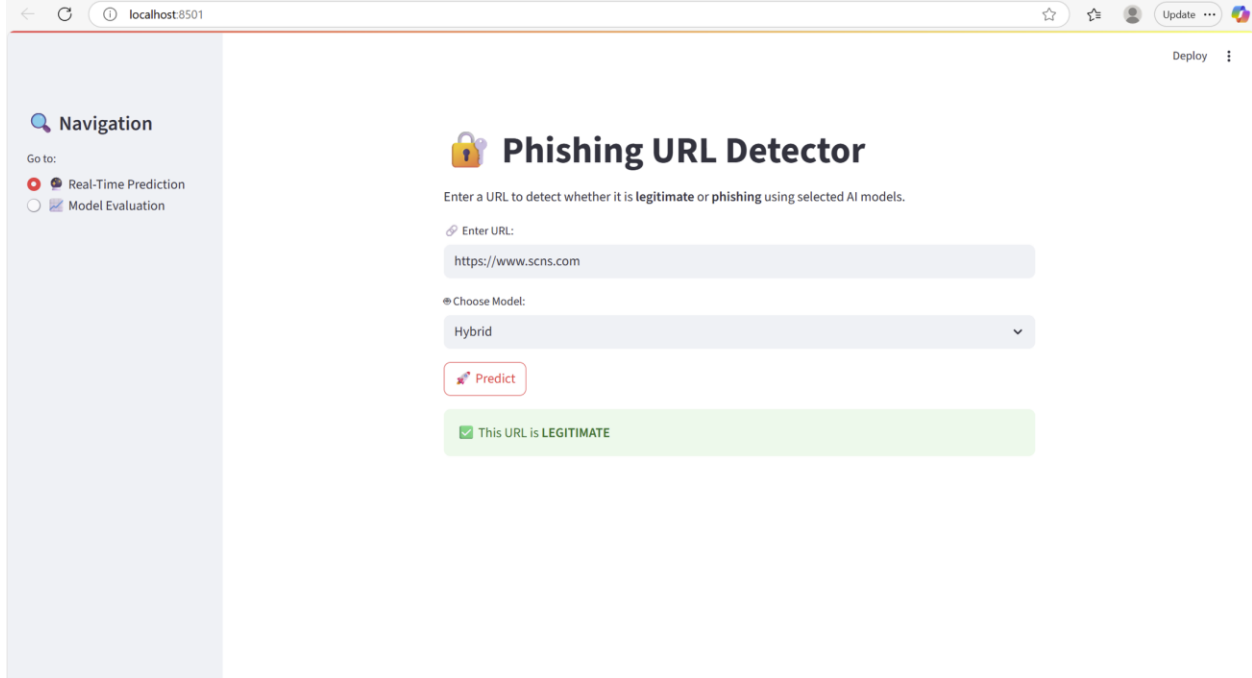 localhost:8501
Update
Deploy
Navigation
Go to:
Real-Time Prediction
Model Evaluation
Phishing URL Detector
Enter a URL to detect whether it is legitimate or phishing using selected AI models.
Enter URL:
https://www.scns.com
Choose Model:
Hybrid
Predict
This URL is LEGITIMATE